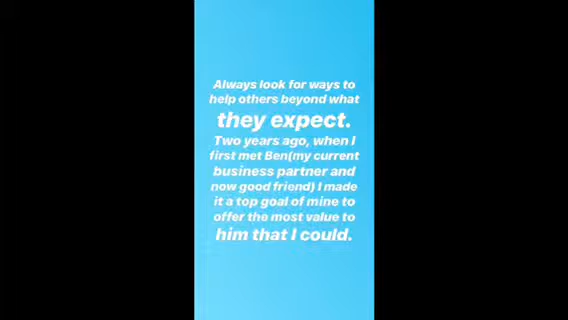 Always look for ways to
help others beyond what
they expect.
Two years ago, when I
first met Ben(my current
business partner and
now good friend) I made
it a top goal of mine to
offer the most value to
him that I could.